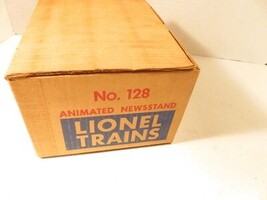 No. 128
ANIMATED NEWSSTAND
LIONEL
TRAINS